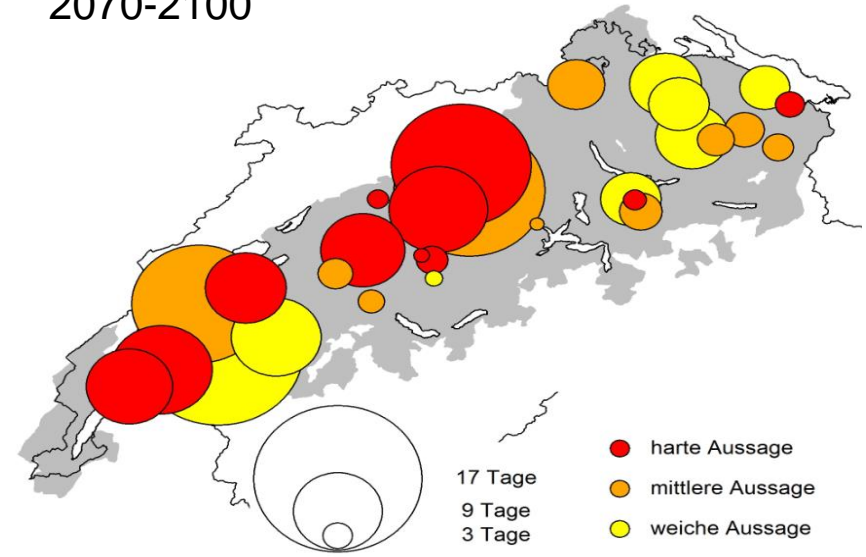 2070-2100
17 Tage
9 Tage
3 Tage
harte Aussage
mittlere Aussage
weiche Aussage